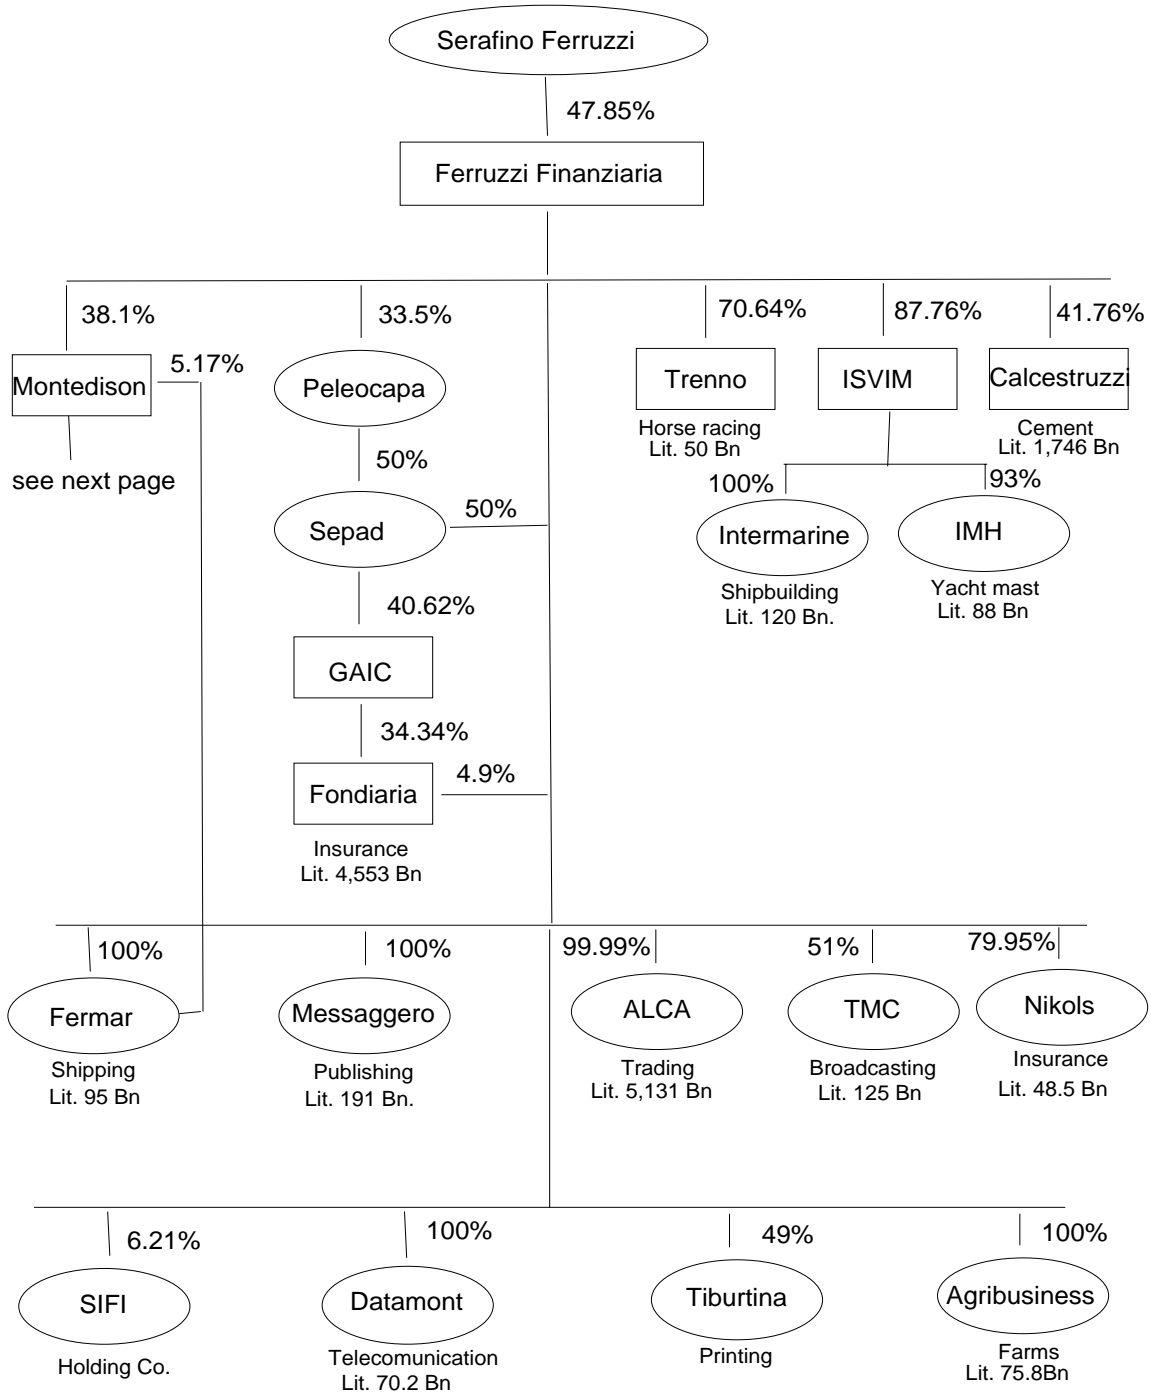 Serafino Ferruzzi
47.85%
Ferruzzi Finanziaria
38.1%
33.5%
70.64%
87.76%
41.76%
5.17%
Montedison
Peleocapa
Trenno
ISVIM
Calcestruzzi
Horse racing
Lit. 50 Bn
Cement
Lit. 1,746 Bn
see next page
50%
100%
93%
50%
Sepad
Intermarine
IMH
Shipbuilding
Lit. 120 Bn.
Yacht mast
Lit. 88 Bn
40.62%
GAIC
34.34%
4.9%
Fondiaria
Insurance
Lit. 4,553 Bn
100%
100%
99.99%
51%
79.95%
Fermar
Messaggero
ALCA
TMC
Nikols
Shipping
Lit. 95 Bn
Publishing
Lit. 191 Bn.
Trading
Lit. 5,131 Bn
Broadcasting
Lit. 125 Bn
Insurance
Lit. 48.5 Bn
6.21%
100%
49%
100%
SIFI
Datamont
Tiburtina
Agribusiness
Holding Co.
Telecomunication
Lit. 70.2 Bn
Printing
Farms
Lit. 75.8Bn